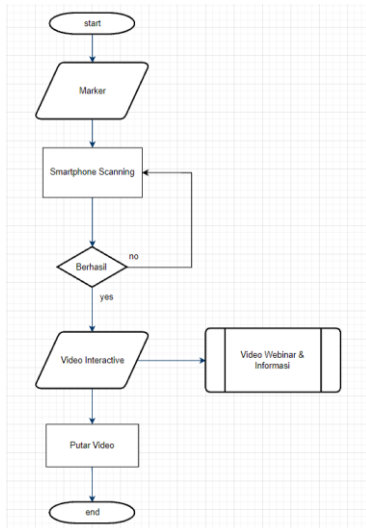 start
Marker
Smartphone Scanning
Berhasil
no
yes
Video Interactive
Video Webinar &
Informasi
Putar Video
end